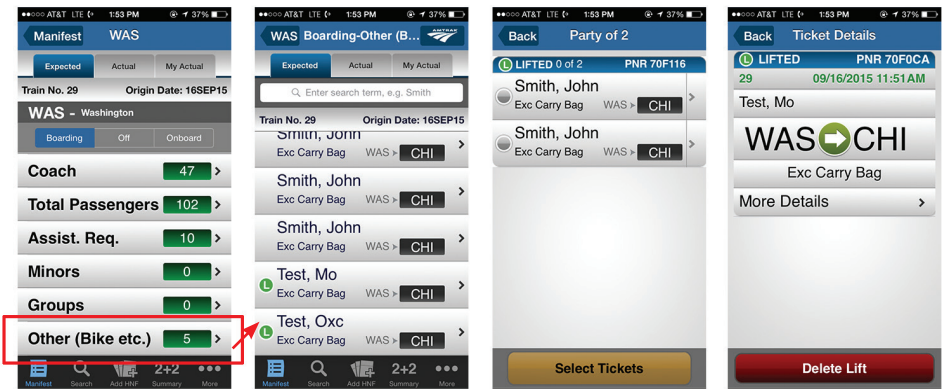 ●●○○○ AT&T LTE 1:53 PM 37%
Manifest WAS
Expected Actual My Actual
Train No. 29 Origin Date: 16SEP15
WAS - Washington
Boarding Off Onboard
Coach 47 >
Total Passengers 102 >
Assist. Req. 10 >
Minors 0 >
Groups 0 >
Other (Bike etc.) 5 >
2+2 ●●●
Manifest Search Add HNF Summary More
●●○○○ AT&T LTE 1:53 PM 37%
WAS Boarding-Other (B... AMTRAK
Expected Actual My Actual
Enter search term, e.g. Smith
Train No. 29 Origin Date: 16SEP15
Smith, John
Exc Carry Bag WAS > CHI >
Smith, John
Exc Carry Bag WAS > CHI >
Smith, John
Exc Carry Bag WAS > CHI >
Test, Mo
L Exc Carry Bag WAS > CHI >
Test, Oxc
L Exc Carry Bag WAS > CHI >
2+2 ●●●
Manifest Search Add HNF Summary More
●●○○○ AT&T LTE 1:53 PM 37%
Back Party of 2
L LIFTED 0 of 2 PNR 70F116
Smith, John
Exc Carry Bag WAS > CHI >
Smith, John
Exc Carry Bag WAS > CHI >
Select Tickets
●●○○○ AT&T LTE 1:53 PM 37%
Back Ticket Details
L LIFTED PNR 70F0CA
29 09/16/2015 11:51AM
Test, Mo
WAS CHI
Exc Carry Bag
More Details >
Delete Lift